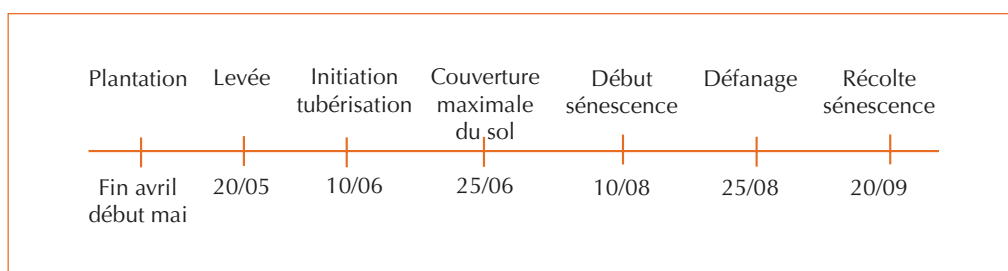 Plantation
Levée
Initiation
tubérisation
Couverture
maximale
du sol
Début
sénescence
Défanage
Récolte
sénescence
Fin avril
début mai
20/05
10/06
25/06
10/08
25/08
20/09